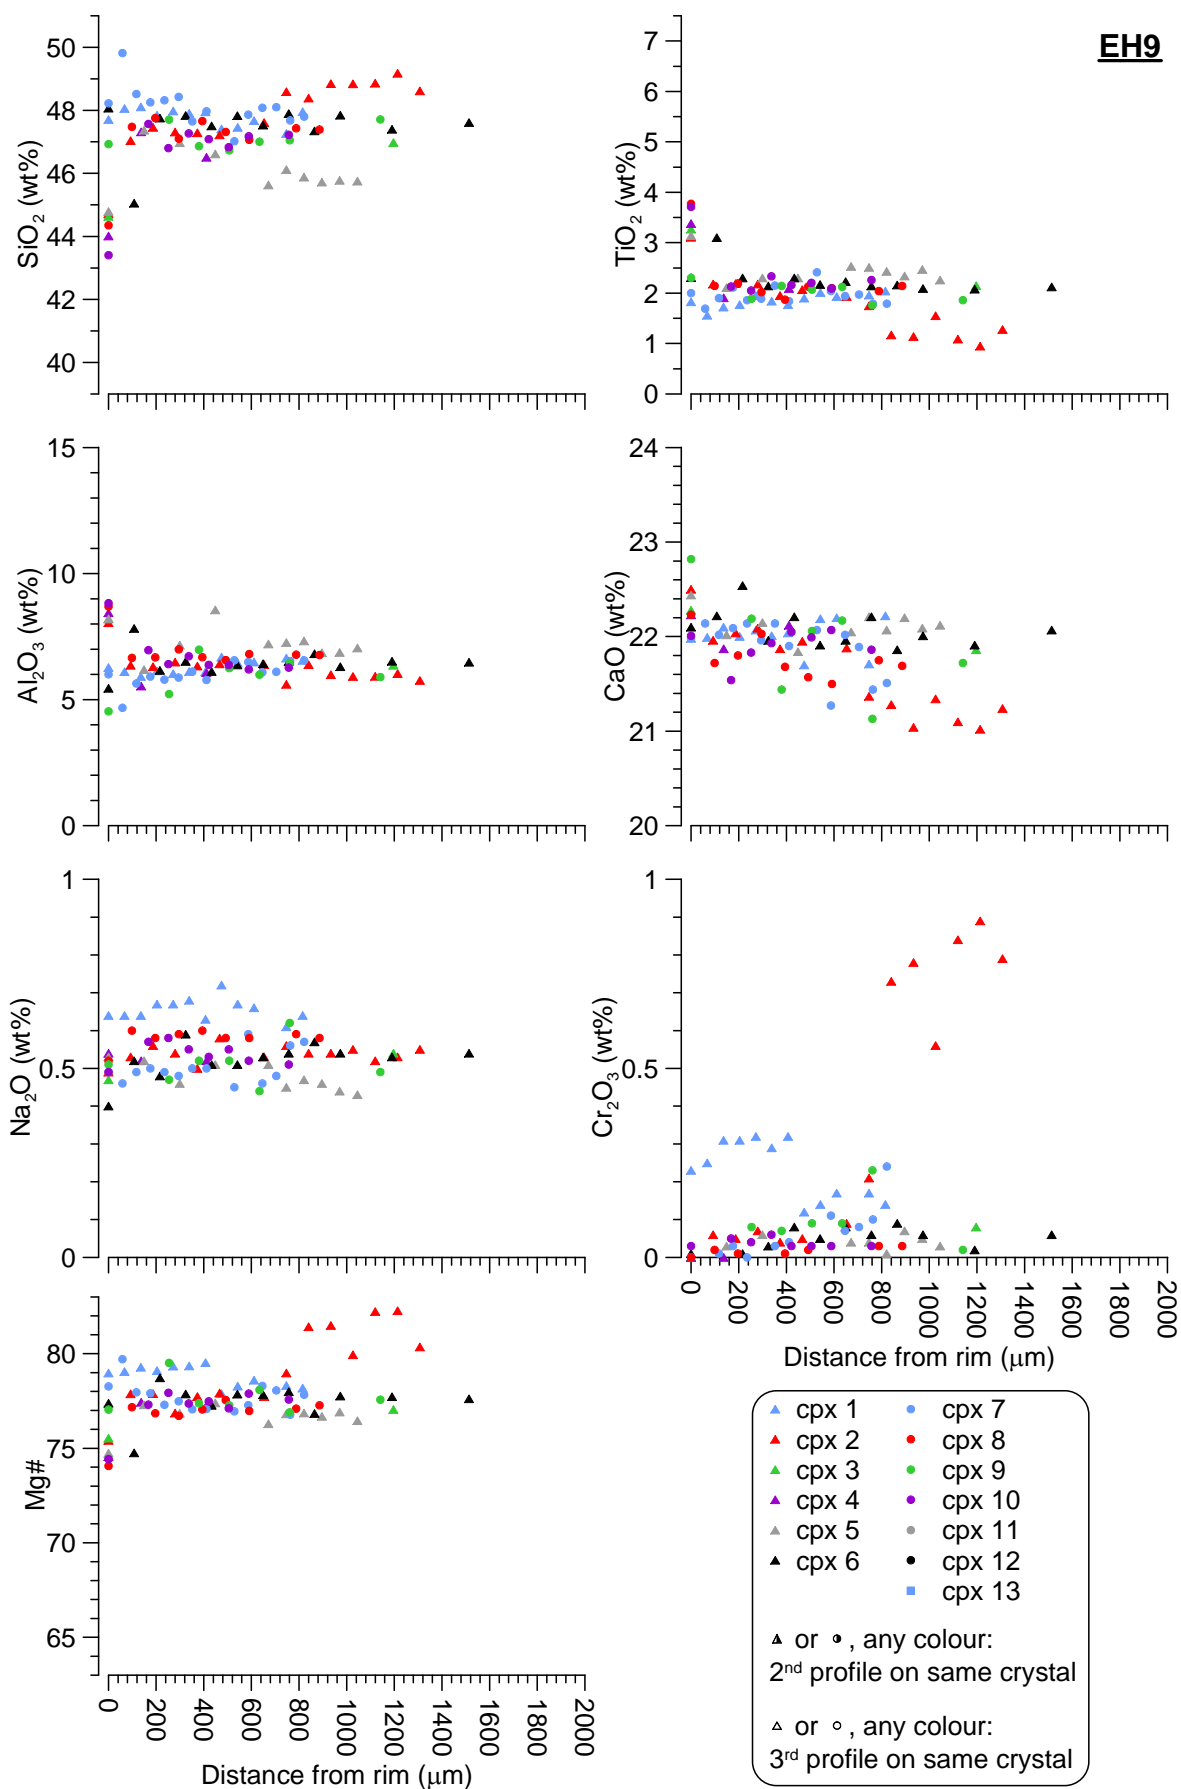 EH9
50
48
46
44
42
40
SiO₂ (wt%)
7
6
5
4
3
2
1
0
TiO₂ (wt%)
15
10
5
0
Al₂O₃ (wt%)
24
23
22
21
20
CaO (wt%)
1
0.5
0
Na₂O (wt%)
1
0.5
0
Cr₂O₃ (wt%)
0 200 400 600 800 1000 1200 1400 1600 1800 2000
Distance from rim (μm)
80
75
70
65
Mg#
0 200 400 600 800 1000 1200 1400 1600 1800 2000
Distance from rim (μm)
cpx 1 cpx 7
cpx 2 cpx 8
cpx 3 cpx 9
cpx 4 cpx 10
cpx 5 cpx 11
cpx 6 cpx 12
cpx 13
or , any colour:
2nd profile on same crystal
or , any colour:
3rd profile on same crystal